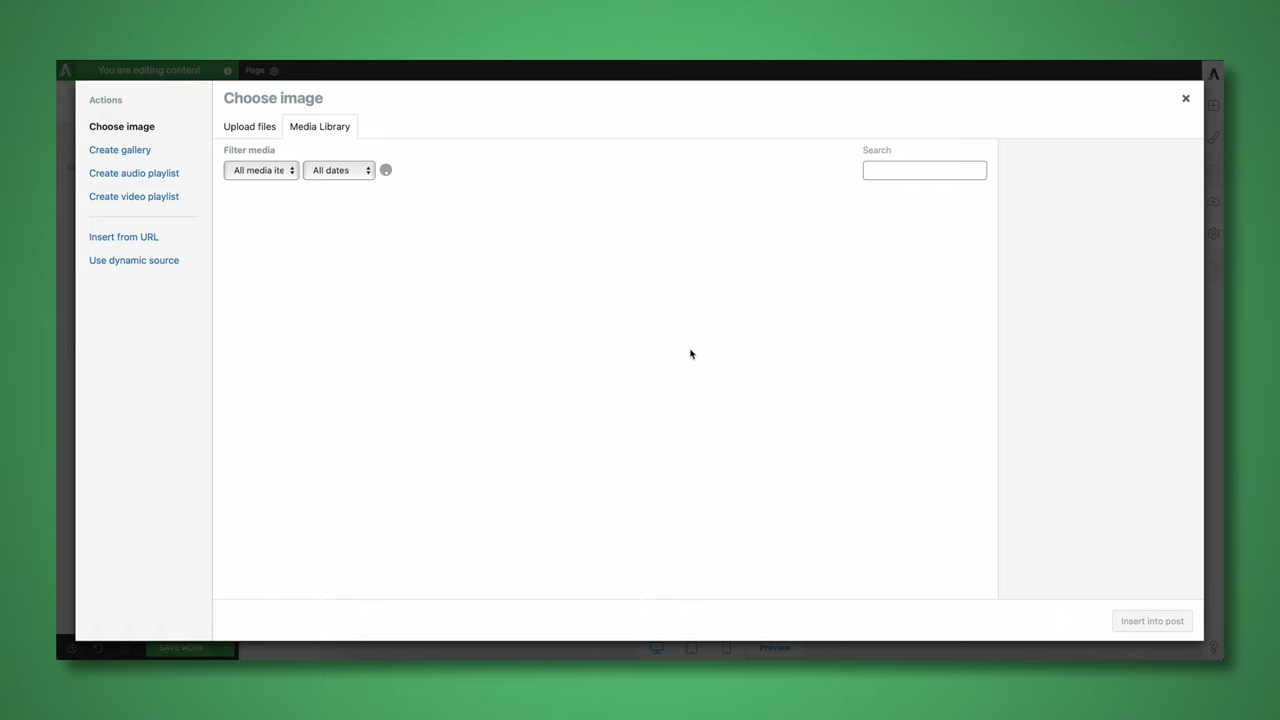 You are editing content
Page
Actions
Choose image
Create gallery
Create audio playlist
Create video playlist
Insert from URL
Use dynamic source
Choose image
Upload files
Media Library
Filter media
All media ite
All dates
Search
Insert into post
SAVE WORK
Preview